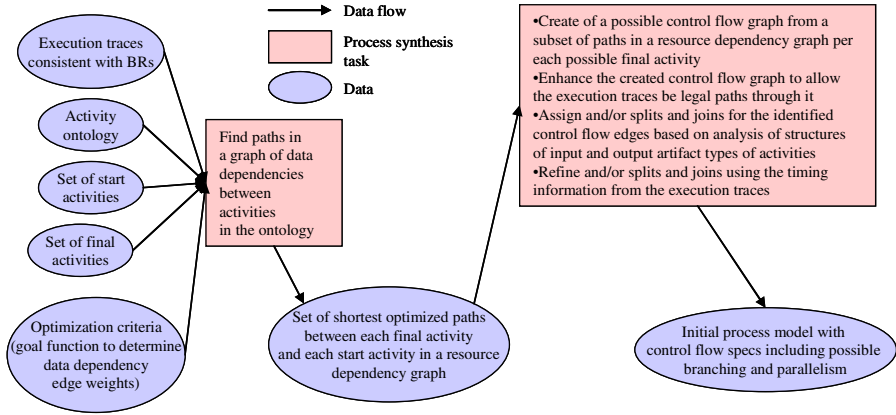 Data flow
Process synthesis
task
Data
Execution traces
consistent with BRs
Activity
ontology
Set of start
activities
Set of final
activities
Optimization criteria
(goal function to determine
data dependency
edge weights)
Find paths in
a graph of data
dependencies
between
activities
in the ontology
Set of shortest optimized paths
between each final activity
and each start activity in a resource
dependency graph
•Create of a possible control flow graph from a
subset of paths in a resource dependency graph per
each possible final activity
•Enhance the created control flow graph to allow
the execution traces be legal paths through it
•Assign and/or splits and joins for the identified
control flow edges based on analysis of structures
of input and output artifact types of activities
•Refine and/or splits and joins using the timing
information from the execution traces
Initial process model with
control flow specs including possible
branching and parallelism